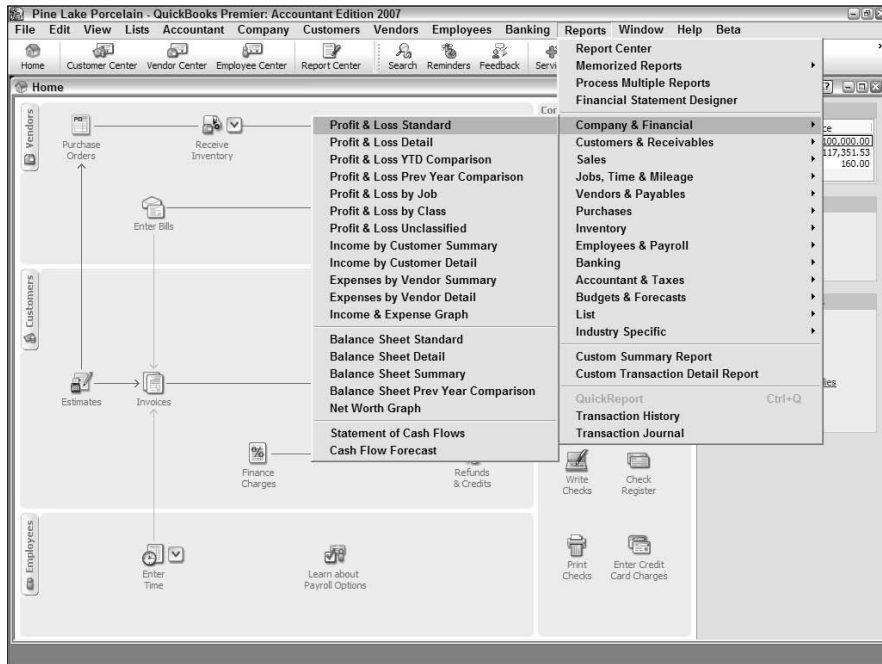 Pine Lake Porcelain - QuickBooks Premier: Accountant Edition 2007
File Edit View Lists Accountant Company Customers Vendors Employees Banking Reports Window Help Beta
Home Customer Center Vendor Center Employee Center Report Center Search Reminders Feedback Servi
Home
Vendors
Purchase Orders
Receive Inventory
Enter Bills
Customers
Estimates
Invoices
Finance Charges
Refunds & Credits
Employees
Enter Time
Learn about Payroll Options
Cor
Write Checks
Check Register
Print Checks
Enter Credit Card Charges
Report Center
Memorized Reports
Process Multiple Reports
Financial Statement Designer
Company & Financial
Customers & Receivables
Sales
Jobs, Time & Mileage
Vendors & Payables
Purchases
Inventory
Employees & Payroll
Banking
Accountant & Taxes
Budgets & Forecasts
List
Industry Specific
Custom Summary Report
Custom Transaction Detail Report
QuickReport Ctrl+Q
Transaction History
Transaction Journal
Profit & Loss Standard
Profit & Loss Detail
Profit & Loss YTD Comparison
Profit & Loss Prev Year Comparison
Profit & Loss by Job
Profit & Loss by Class
Profit & Loss Unclassified
Income by Customer Summary
Income by Customer Detail
Expenses by Vendor Summary
Expenses by Vendor Detail
Income & Expense Graph
Balance Sheet Standard
Balance Sheet Detail
Balance Sheet Summary
Balance Sheet Prev Year Comparison
Net Worth Graph
Statement of Cash Flows
Cash Flow Forecast
ce
100,000.00
117,351.53
160.00